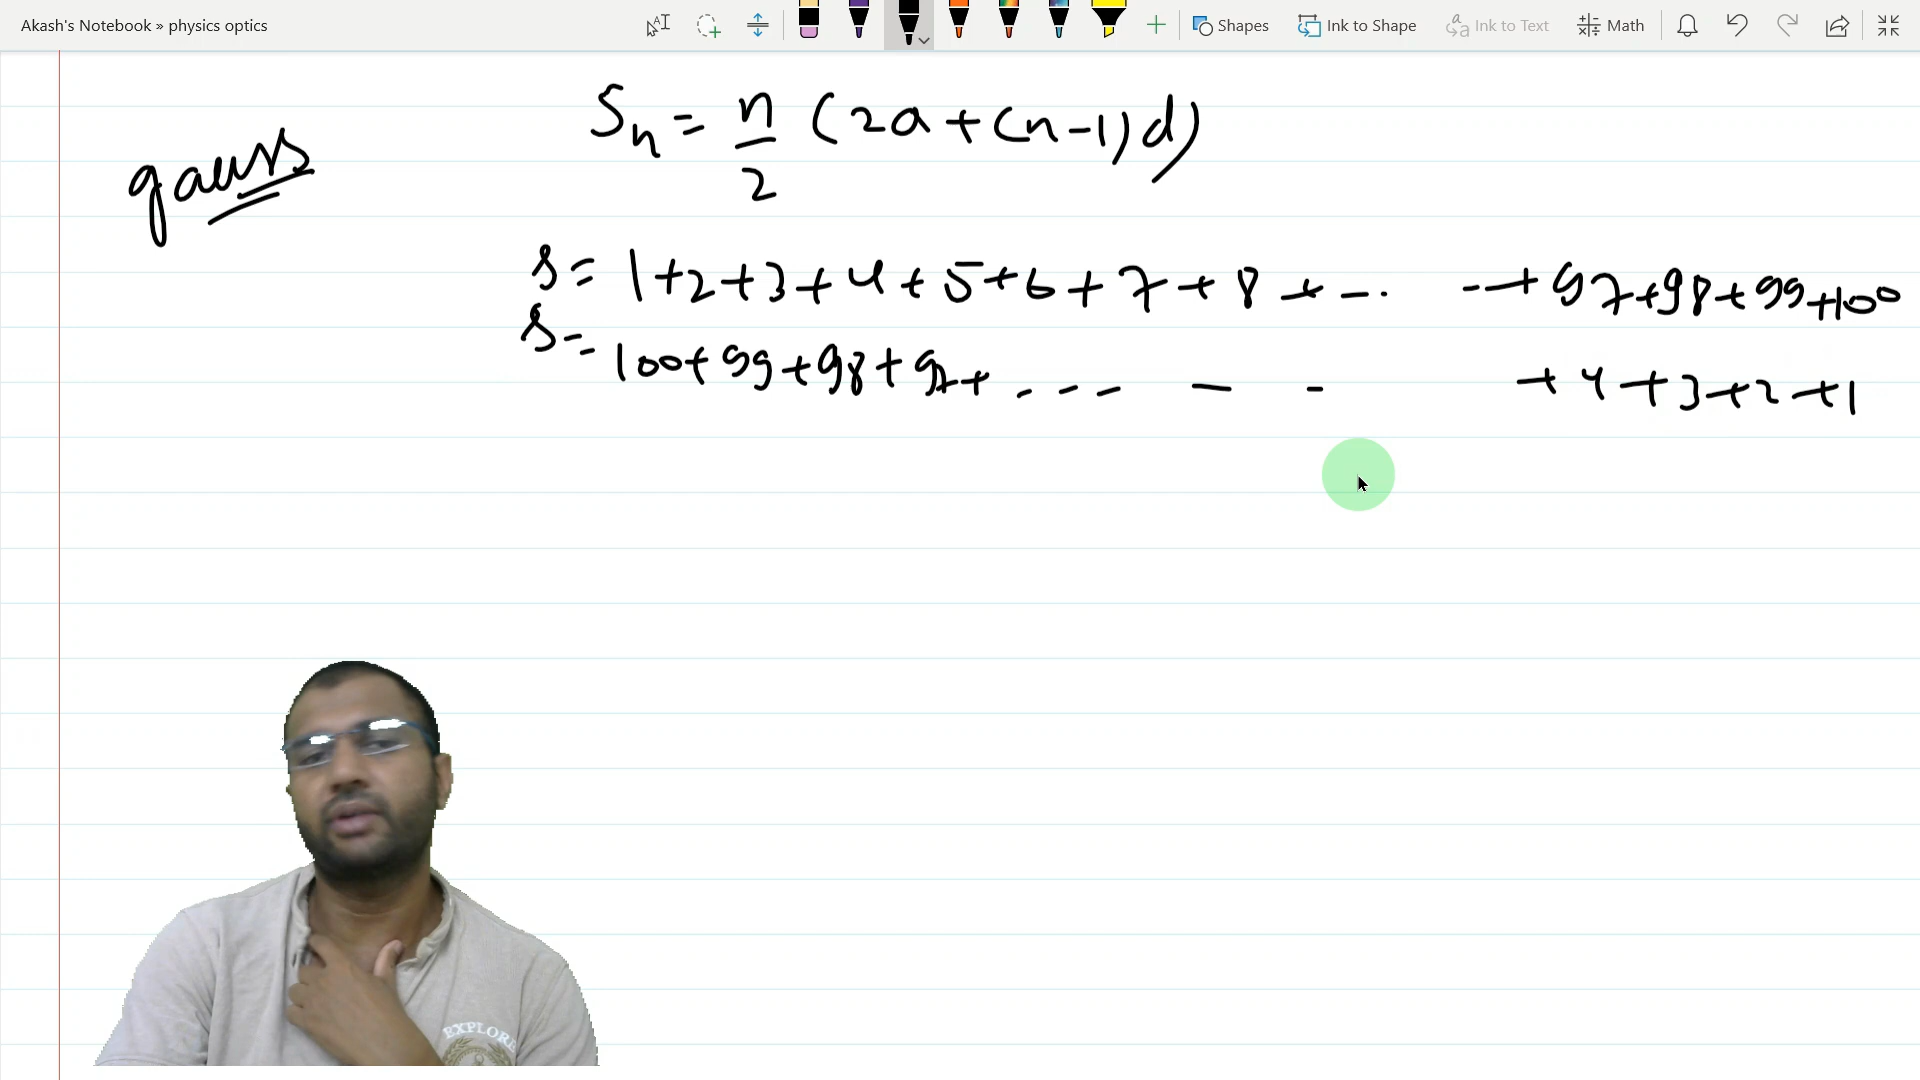 Akash's Notebook » physics optics
Shapes Ink to Shape Ink to Text Math
gauss
Sn = n/2 (2a+(n-1)d)
S= 1+2+3+4+5+6+7+8+-. --+97+98+99+100
S= 100+99+98+97+ . - - - - +4+3+2+1
EXPLORE